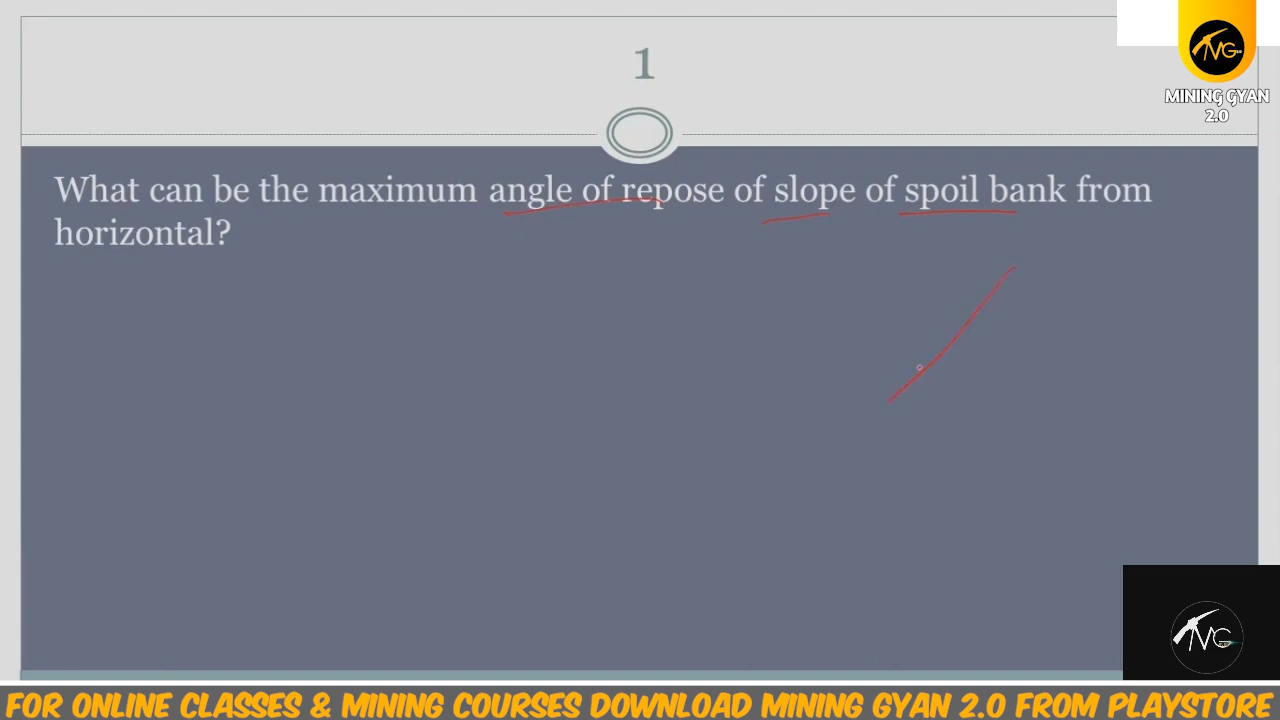 1
MINING GYAN
2.0
What can be the maximum angle of repose of slope of spoil bank from
horizontal?
FOR ONLINE CLASSES & MINING COURSES DOWNLOAD MINING GYAN 2.0 FROM PLAYSTORE